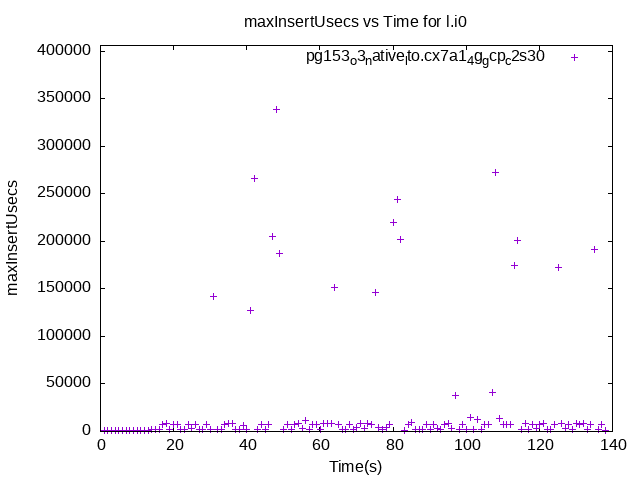 maxInsertUsecs vs Time for l.i0
pg153_o3_native_lto.cx7a1_4g_gcp_c2s30
400000
350000
300000
250000
200000
150000
100000
50000
0
maxInsertUsecs
0 20 40 60 80 100 120 140
Time(s)